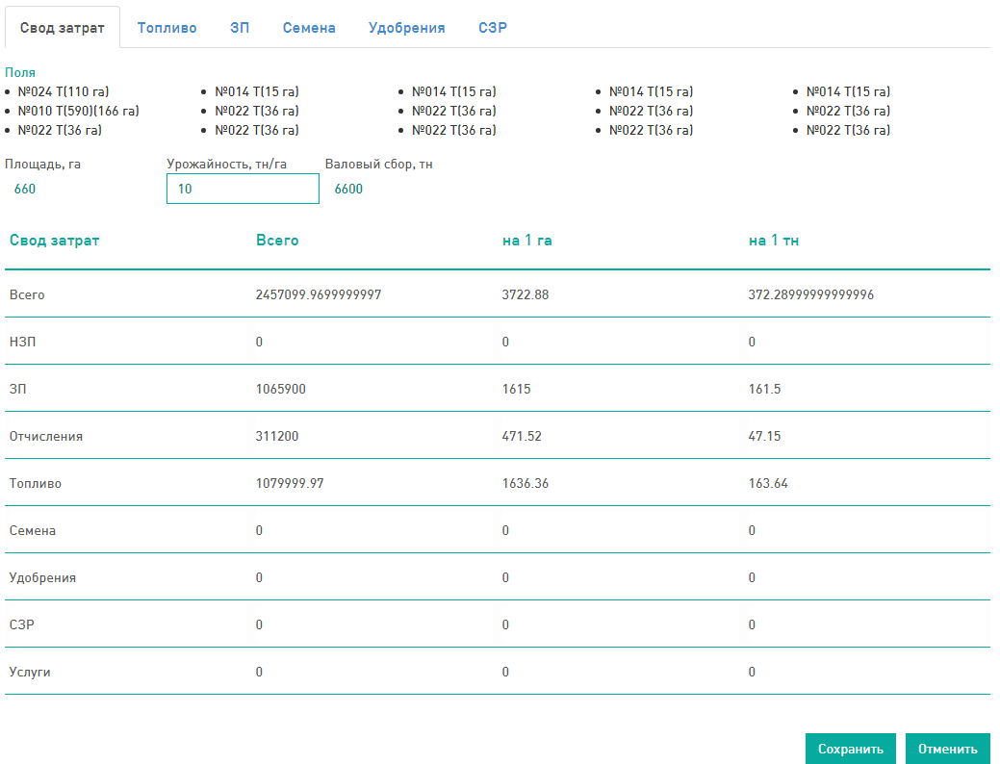 Свод затрат Топливо ЗП Семена Удобрения СЗР
Поля
№024 Т(110 га) №014 Т(15 га) №014 Т(15 га) №014 Т(15 га) №014 Т(15 га)
№010 Т(590)(166 га) №022 Т(36 га) №022 Т(36 га) №022 Т(36 га) №022 Т(36 га)
№022 Т(36 га) №022 Т(36 га) №022 Т(36 га) №022 Т(36 га) №022 Т(36 га)
Площадь, га Урожайность, тн/га Валовый сбор, тн
660 10 6600
Свод затрат Всего на 1 га на 1 тн
Всего 2457099.9699999997 3722.88 372.28999999999996
НЗП 0 0 0
ЗП 1065900 1615 161.5
Отчисления 311200 471.52 47.15
Топливо 1079999.97 1636.36 163.64
Семена 0 0 0
Удобрения 0 0 0
СЗР 0 0 0
Услуги 0 0 0
Сохранить Отменить